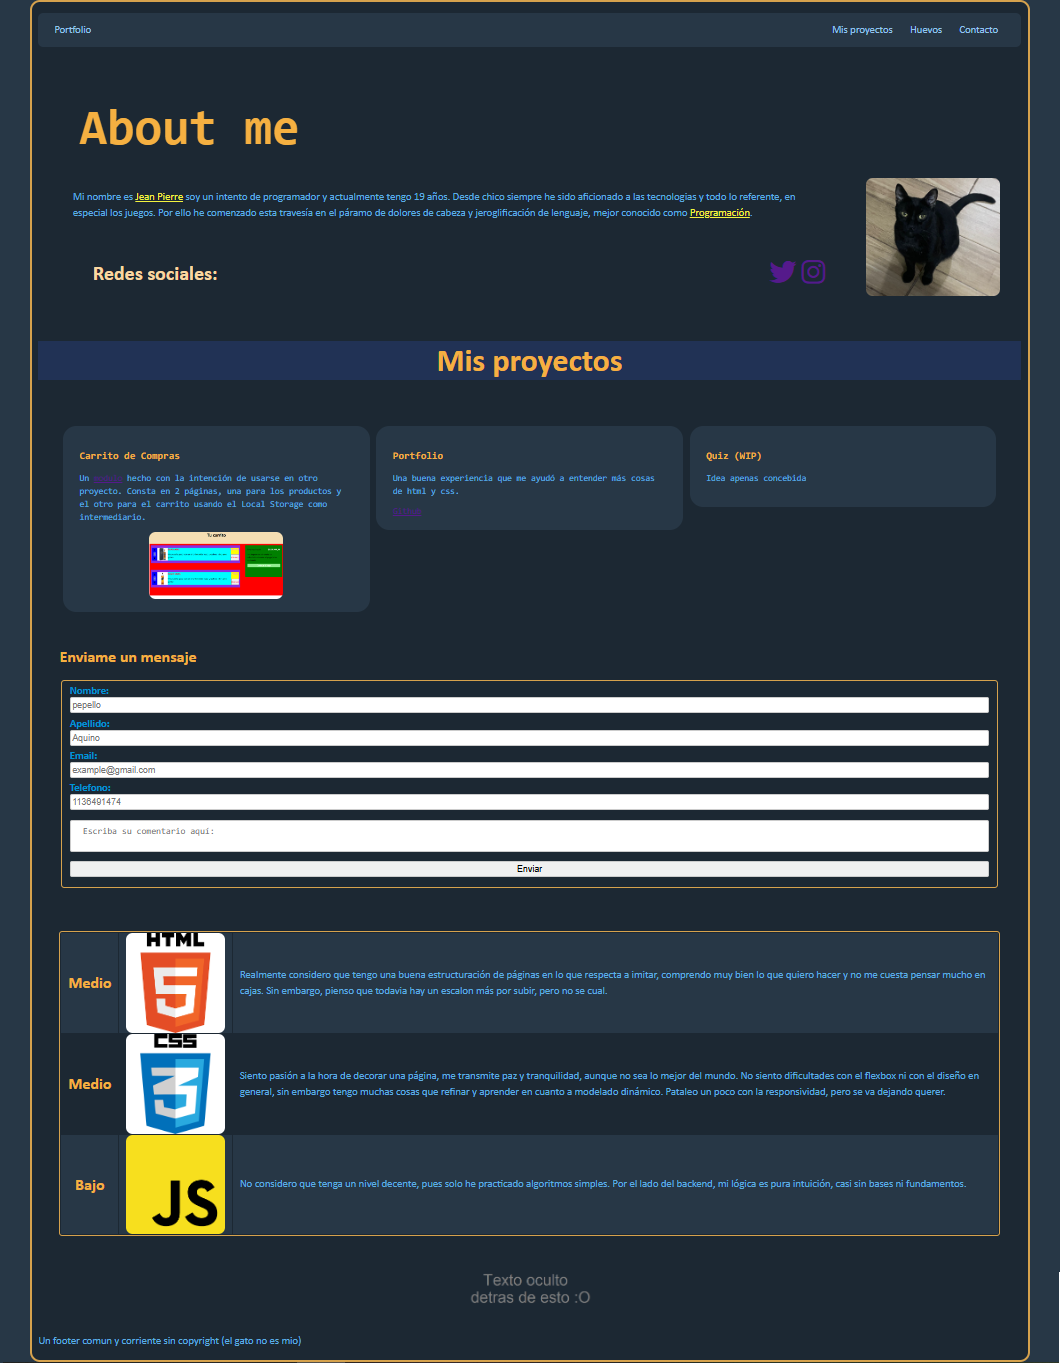 Portfolio
Mis proyectos Huevos Contacto
About me
Mi nombre es Jean Pierre soy un intento de programador y actualmente tengo 19 años. Desde chico siempre he sido aficionado a las tecnologias y todo lo referente, en
especial los juegos. Por ello he comenzado esta travesía en el páramo de dolores de cabeza y jeroglificación de lenguaje, mejor conocido como Programación.
Redes sociales:
Mis proyectos
Carrito de Compras
Un hecho con la intención de usarse en otro
proyecto. Consta en 2 páginas, una para los productos y
el otro para el carrito usando el Local Storage como
intermediario.
Tu carrito
Portfolio
Una buena experiencia que me ayudó a entender más cosas
de html y css.
Quiz (WIP)
Idea apenas concebida
Enviame un mensaje
Nombre:
pepello
Apellido:
Aquino
Email:
example@gmail.com
Telefono:
1136491474
Escriba su comentario aquí:
Enviar
Medio
HTML
5
Realmente considero que tengo una buena estructuración de páginas en lo que respecta a imitar, comprendo muy bien lo que quiero hacer y no me cuesta pensar mucho en
cajas. Sin embargo, pienso que todavia hay un escalon más por subir, pero no se cual.
Medio
CSS
3
Siento pasión a la hora de decorar una página, me transmite paz y tranquilidad, aunque no sea lo mejor del mundo. No siento dificultades con el flexbox ni con el diseño en
general, sin embargo tengo muchas cosas que refinar y aprender en cuanto a modelado dinámico. Pataleo un poco con la responsividad, pero se va dejando querer.
Bajo
JS
No considero que tenga un nivel decente, pues solo he practicado algoritmos simples. Por el lado del backend, mi lógica es pura intuición, casi sin bases ni fundamentos.
Texto oculto
detras de esto :O
Un footer comun y corriente sin copyright (el gato no es mio)